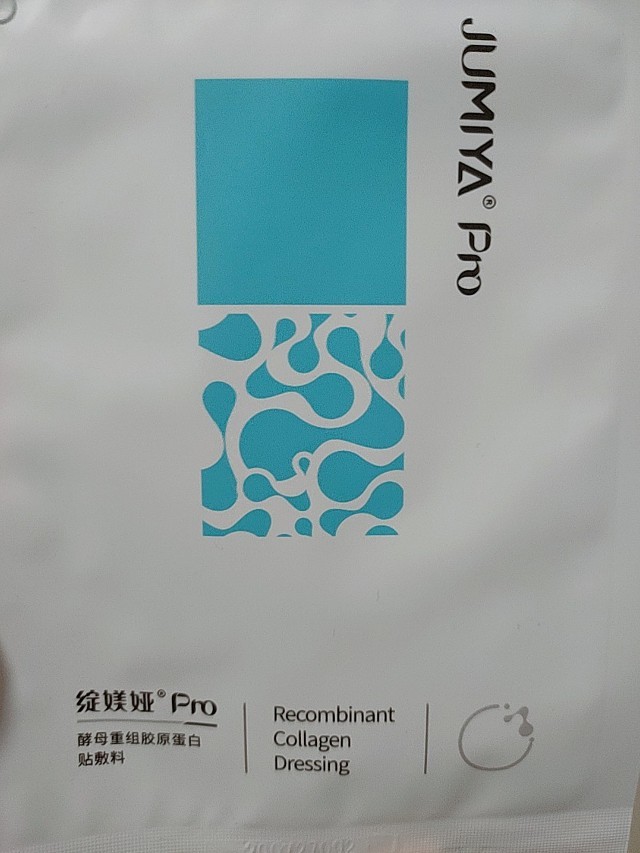 JUMIYA® Pro
绽媄娅® Pro
酵母重组胶原蛋白
贴敷料
Recombinant
Collagen
Dressing